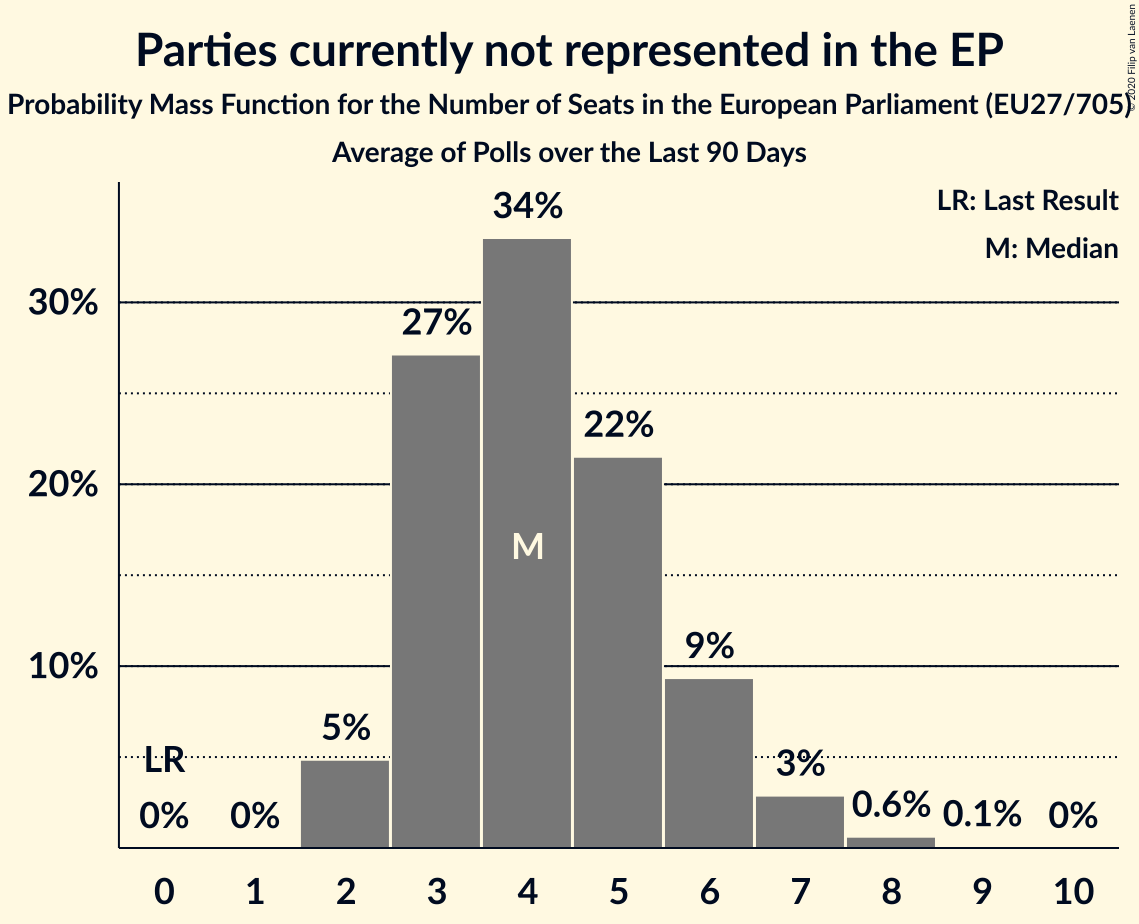 Parties currently not represented in the EP
Probability Mass Function for the Number of Seats in the European Parliament (EU27/705)
Average of Polls over the Last 90 Days
© 2020 Filip van Laenen
LR: Last Result
M: Median
34%
30%
27%
22%
20%
M
10%
9%
5%
LR
3%
0%
0%
0.6%
0.1%
0%
0 1 2 3 4 5 6 7 8 9 10